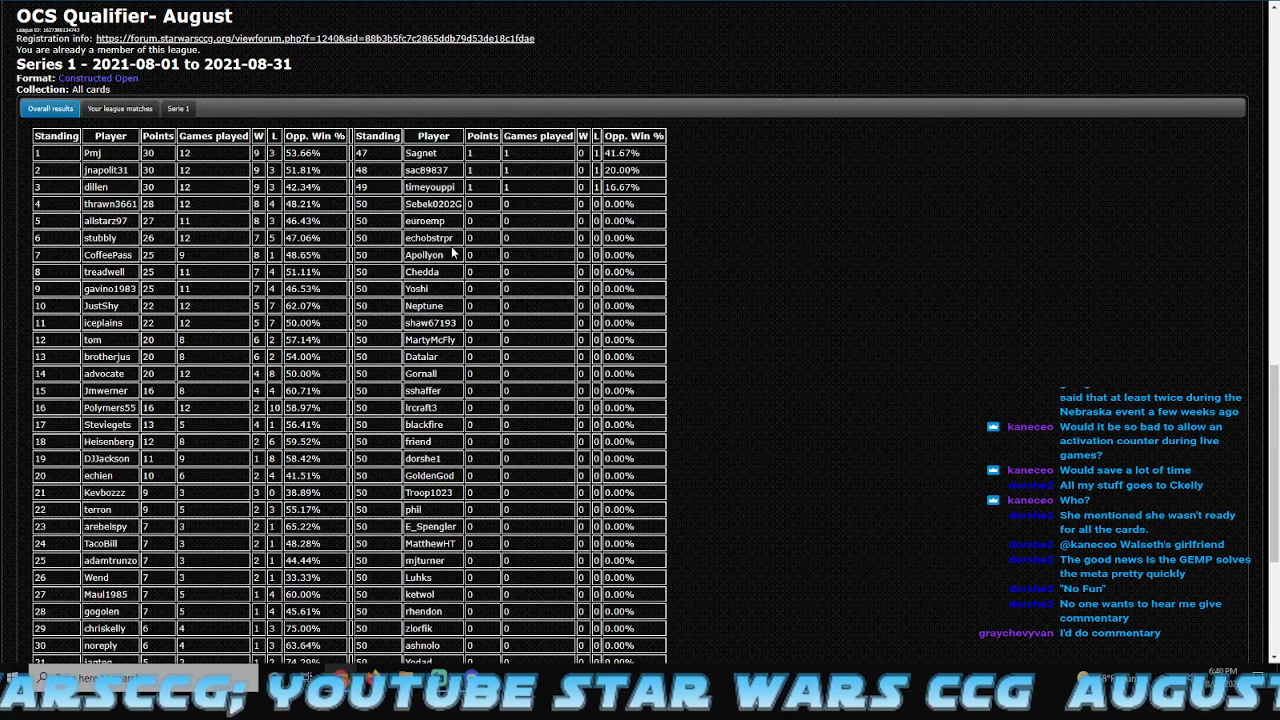 OCS Qualifier- August
League ID: 1627386134743
Registration info: https://forum.starwarsccg.org/viewforum.php?f=1240&sid=88b3b5fc7c2865ddb79d53de18c1fdae
You are already a member of this league.
Series 1 - 2021-08-01 to 2021-08-31
Format: Constructed Open
Collection: All cards
Overall results Your league matches Serie 1
Standing Player Points Games played W L Opp. Win % Standing Player Points Games played W L Opp. Win %
1 Pmj 30 12 9 3 53.66% 47 Sagnet 1 1 0 1 41.67%
2 jnapolit31 30 12 9 3 51.81% 48 sac89837 1 1 0 1 20.00%
3 dillen 30 12 9 3 42.34% 49 timeyouppi 1 1 0 1 16.67%
4 thrawn3661 28 12 8 4 48.21% 50 Sebek0202G 0 0 0 0 0.00%
5 allstarz97 27 11 8 3 46.43% 50 euroemp 0 0 0 0 0.00%
6 stubbly 26 12 7 5 47.06% 50 echobstrpr 0 0 0 0 0.00%
7 CoffeePass 25 9 8 1 48.65% 50 Apollyon 0 0 0 0 0.00%
8 treadwell 25 11 7 4 51.11% 50 Chedda 0 0 0 0 0.00%
9 gavino1983 25 11 7 4 46.53% 50 Yoshi 0 0 0 0 0.00%
10 JustShy 22 12 5 7 62.07% 50 Neptune 0 0 0 0 0.00%
11 iceplains 22 12 5 7 50.00% 50 shaw67193 0 0 0 0 0.00%
12 tom 20 8 6 2 57.14% 50 MartyMcFly 0 0 0 0 0.00%
13 brotherjus 20 8 6 2 54.00% 50 Datalar 0 0 0 0 0.00%
14 advocate 20 12 4 8 50.00% 50 Gornall 0 0 0 0 0.00%
15 Jmwerner 16 8 4 4 60.71% 50 sshaffer 0 0 0 0 0.00%
16 Polymers55 16 12 2 10 58.97% 50 lrcraft3 0 0 0 0 0.00%
17 Steviegets 13 5 4 1 56.41% 50 blackfire 0 0 0 0 0.00%
18 Heisenberg 12 8 2 6 59.52% 50 friend 0 0 0 0 0.00%
19 DJJackson 11 9 1 8 58.42% 50 dorshe1 0 0 0 0 0.00%
20 echien 10 6 2 4 41.51% 50 GoldenGod 0 0 0 0 0.00%
21 Kevbozzz 9 3 3 0 38.89% 50 Troop1023 0 0 0 0 0.00%
22 terron 9 5 2 3 55.17% 50 phil 0 0 0 0 0.00%
23 arebelspy 7 3 2 1 65.22% 50 E_Spengler 0 0 0 0 0.00%
24 TacoBill 7 3 2 1 48.28% 50 MatthewHT 0 0 0 0 0.00%
25 adamtrunzo 7 3 2 1 44.44% 50 mjturner 0 0 0 0 0.00%
26 Wend 7 3 2 1 33.33% 50 Luhks 0 0 0 0 0.00%
27 Maul1985 7 5 1 4 60.00% 50 ketwol 0 0 0 0 0.00%
28 gogolen 7 5 1 4 45.61% 50 rhendon 0 0 0 0 0.00%
29 chriskelly 6 4 1 3 75.00% 50 zlorfik 0 0 0 0 0.00%
30 noreply 6 4 1 3 63.64% 50 ashnolo 0 0 0 0 0.00%
said that at least twice during the
Nebraska event a few weeks ago
kaneceo Would it be so bad to allow an
activation counter during live
games?
kaneceo Would save a lot of time
dorshe2 All my stuff goes to Ckelly
kaneceo Who?
dorshe2 She mentioned she wasn't ready
for all the cards.
dorshe2 @kaneceo Walseth's girlfriend
dorshe2 The good news is the GEMP solves
the meta pretty quickly
dorshe2 "No Fun"
dorshe2 No one wants to hear me give
commentary
graychevyvan I'd do commentary
6:40 PM
ARSCCG; YOUTUBE STAR WARS CCG AUGUST